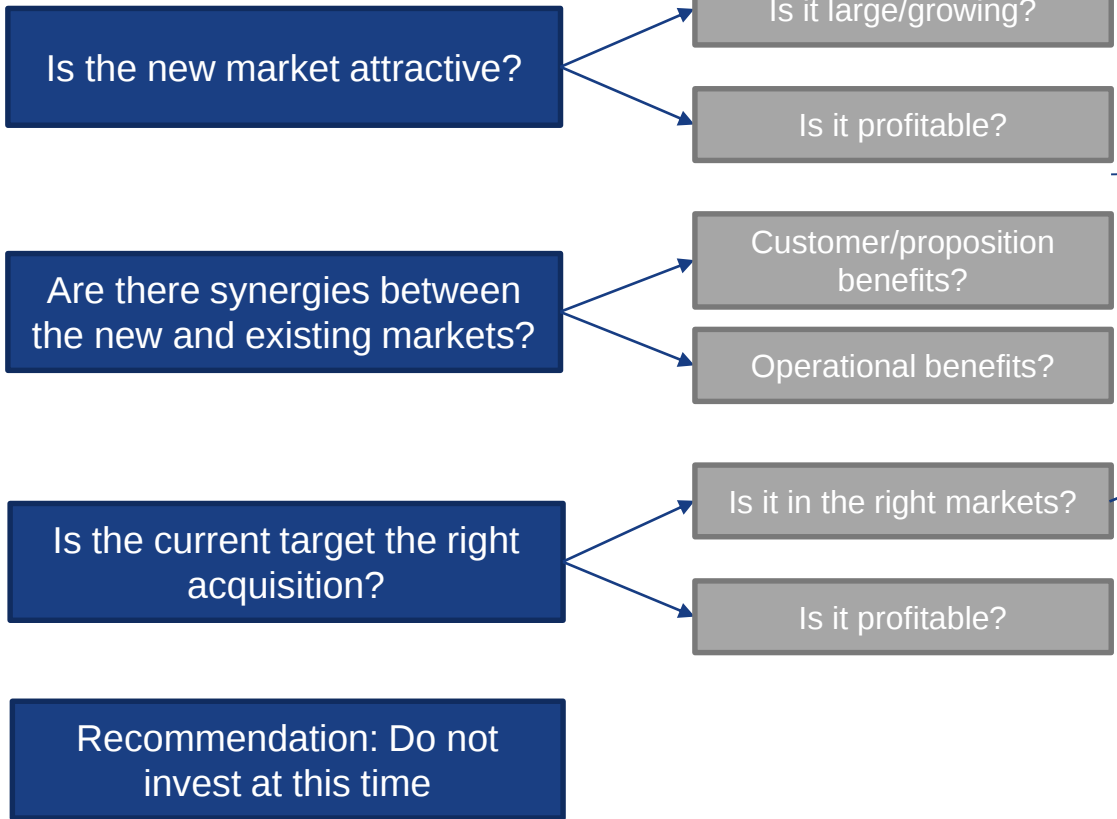 Is it large/growing?
Is the new market attractive?
Is it profitable?
Customer/proposition
benefits?
Are there synergies between
the new and existing markets?
Operational benefits?
Is it in the right markets?
Is the current target the right
acquisition?
Is it profitable?
Recommendation: Do not
invest at this time